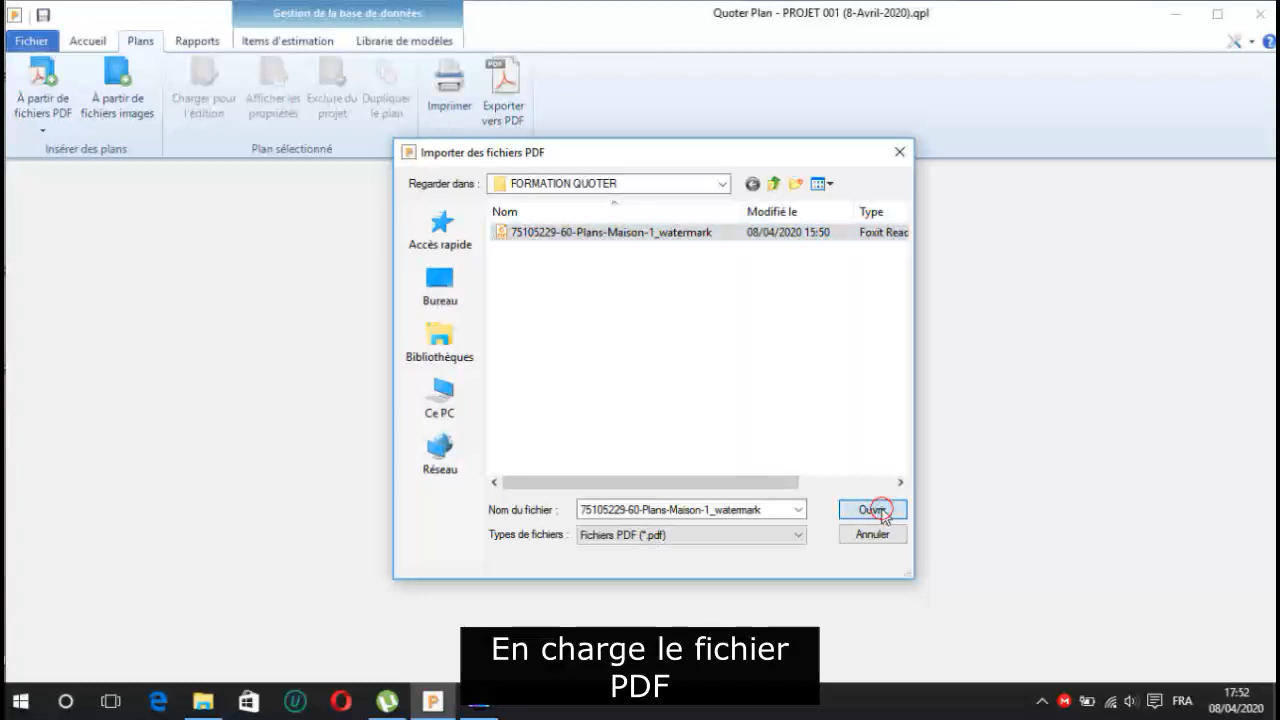 Gestion de la base de données
Quoter Plan - PROJET 001 (8-Avril-2020).qpl
Fichier
Accueil
Plans
Rapports
Items d'estimation
Librarie de modèles
À partir de
fichiers PDF
À partir de
fichiers images
Charger pour
l'édition
Afficher les
propriétés
Exclure du
projet
Dupliquer
le plan
Imprimer
Exporter
vers PDF
Insérer des plans
Plan sélectionné
Importer des fichiers PDF
Regarder dans :
FORMATION QUOTER
Nom
Modifié le
Type
75105229-60-Plans-Maison-1_watermark
08/04/2020 15:50
Foxit Reac
Accès rapide
Bureau
Bibliothèques
Ce PC
Réseau
Nom du fichier :
75105229-60-Plans-Maison-1_watermark
Ouvrir
Types de fichiers :
Fichiers PDF (*.pdf)
Annuler
En charge le fichier
PDF
FRA
17:52
08/04/2020